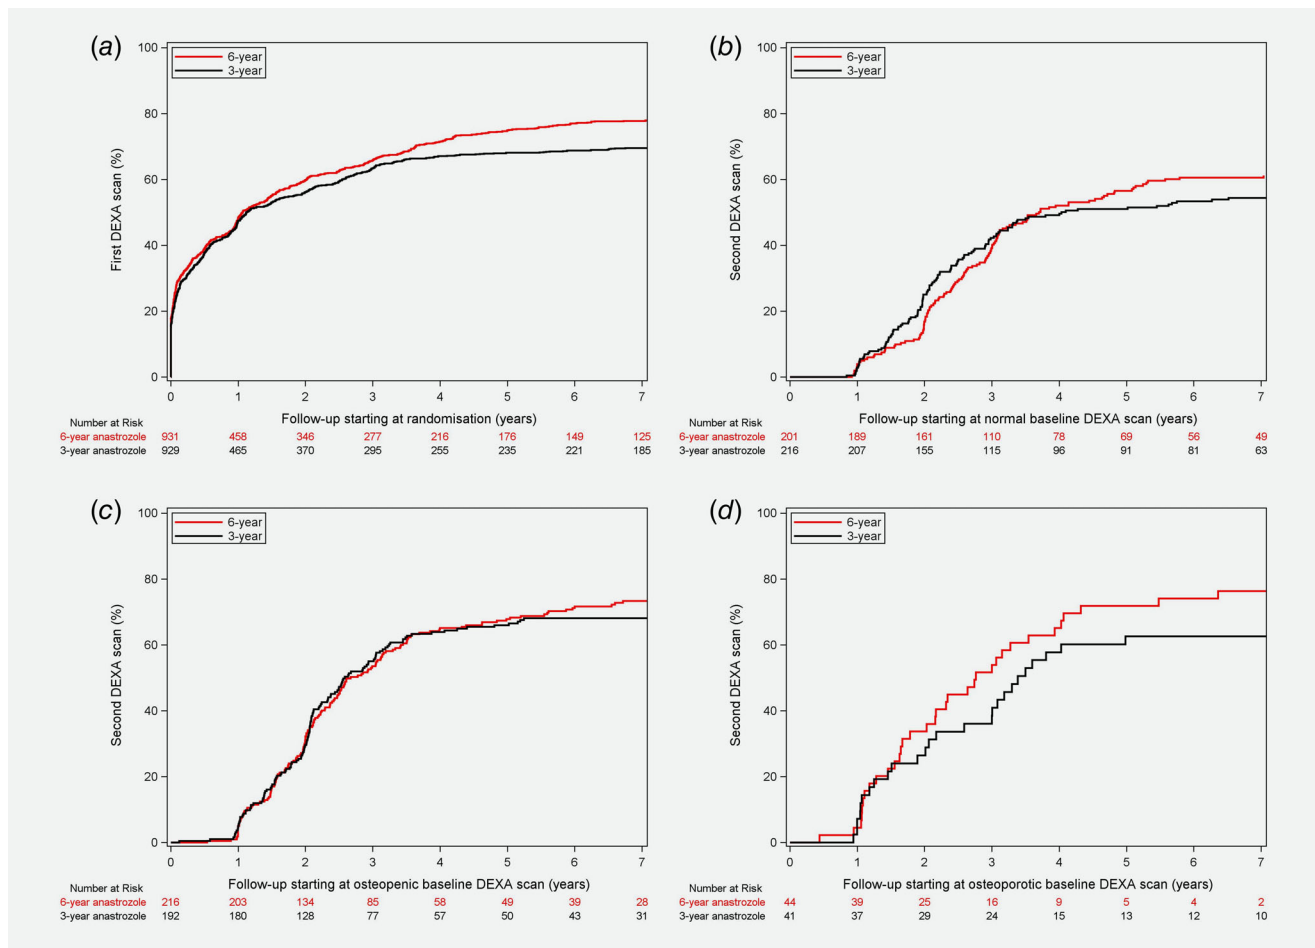 (a)
100
80
60
40
20
0
First DEXA scan (%)
6-year
3-year
0 1 2 3 4 5 6 7
Follow-up starting at randomisation (years)
Number at Risk
6-year anastrozole 931 458 346 277 216 176 149 125
3-year anastrozole 929 465 370 295 255 235 221 185
(b)
100
80
60
40
20
0
Second DEXA scan (%)
6-year
3-year
0 1 2 3 4 5 6 7
Follow-up starting at normal baseline DEXA scan (years)
Number at Risk
6-year anastrozole 201 189 161 110 78 69 56 49
3-year anastrozole 216 207 155 115 96 91 81 63
(c)
100
80
60
40
20
0
Second DEXA scan (%)
6-year
3-year
0 1 2 3 4 5 6 7
Follow-up starting at osteopenic baseline DEXA scan (years)
Number at Risk
6-year anastrozole 216 203 134 85 58 49 39 28
3-year anastrozole 192 180 128 77 57 50 43 31
(d)
100
80
60
40
20
0
Second DEXA scan (%)
6-year
3-year
0 1 2 3 4 5 6 7
Follow-up starting at osteoporotic baseline DEXA scan (years)
Number at Risk
6-year anastrozole 44 39 25 16 9 5 4 2
3-year anastrozole 41 37 29 24 15 13 12 10